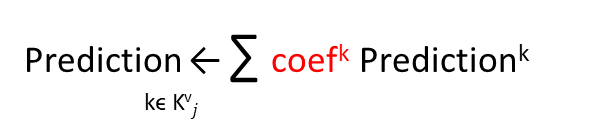 Prediction ← ∑ coefᵏ Predictionᵏ
kϵ Kᵛⱼ